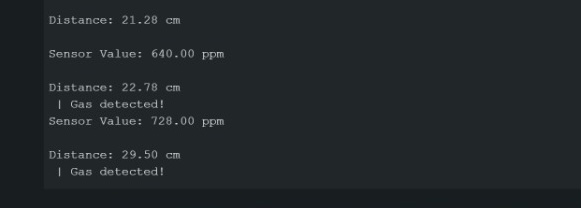 Distance: 21.28 cm
Sensor Value: 640.00 ppm
Distance: 22.78 cm
| Gas detected!
Sensor Value: 728.00 ppm
Distance: 29.50 cm
| Gas detected!